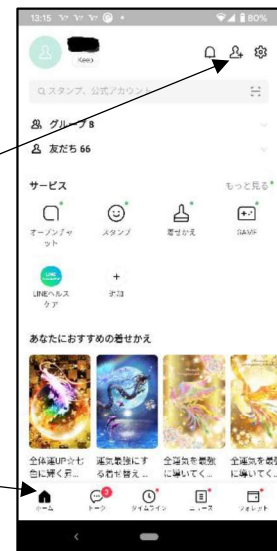 13:15
80%
Keep
スタンプ、公式アカウント
グループ 8
友だち 66
サービス
もっと見る
オープンチャット
スタンプ
着せかえ
GAME
LINEヘルスケア
追加
あなたにおすすめの着せかえ
全体運UP☆七色に輝く昇...
運気最強にする着せ替え...
全運気を最強に導いてく...
全運気を最強に導いてく...
ホーム
トーク
3
タイムライン
ニュース
ウォレット